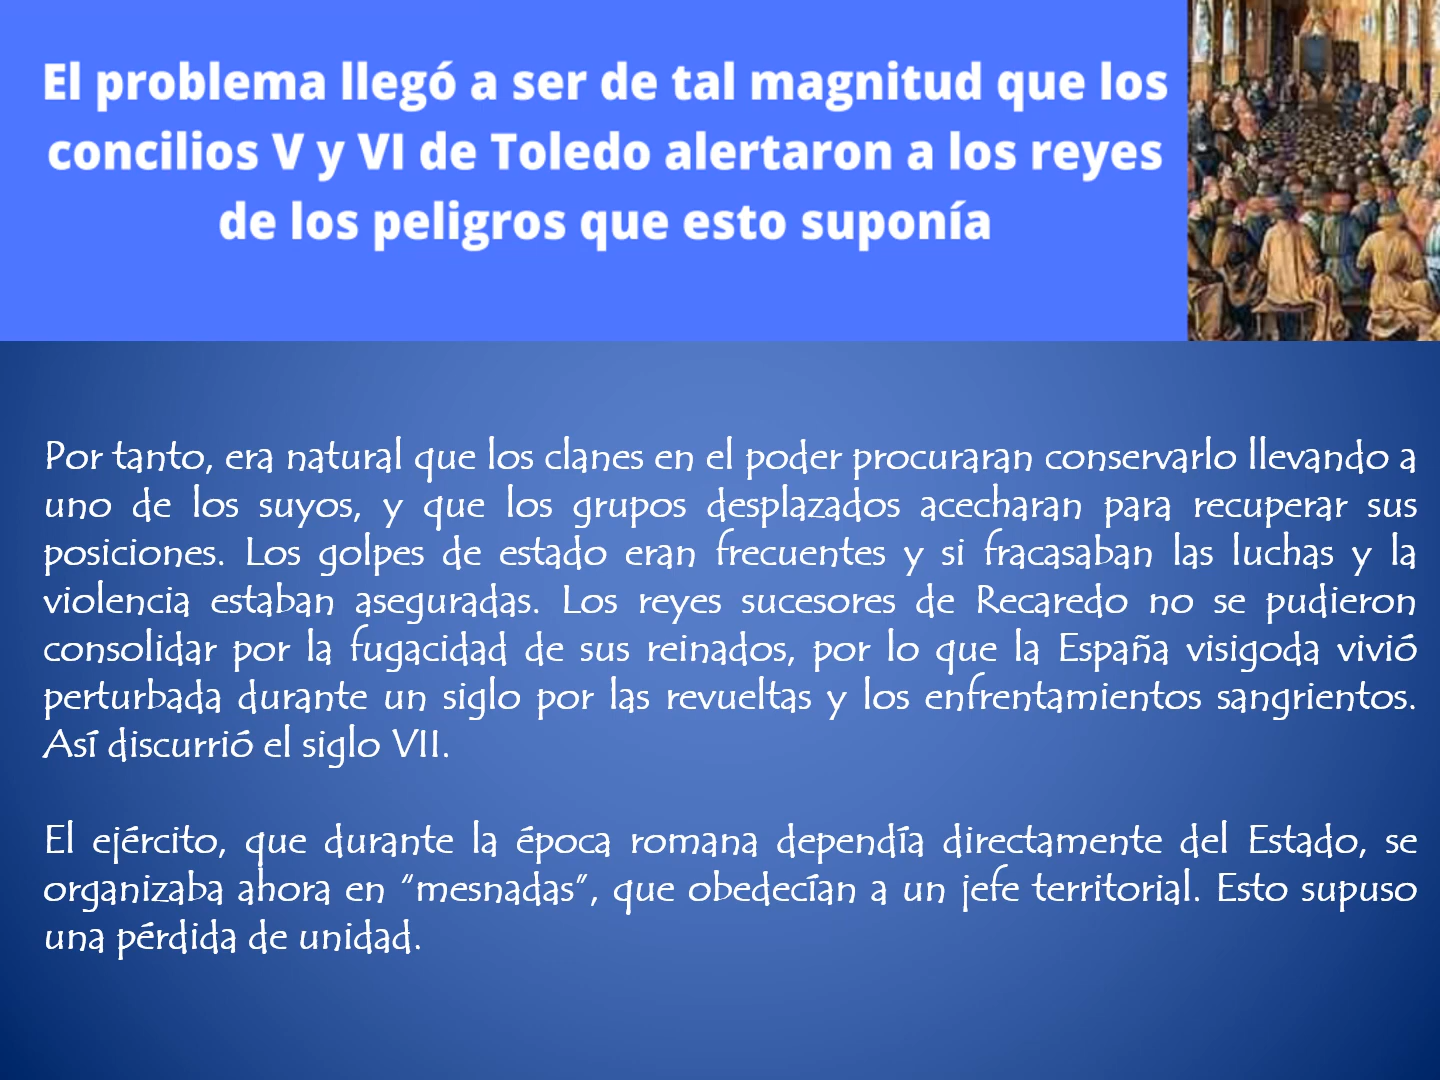 El problema llegó a ser de tal magnitud que los
concilios V y VI de Toledo alertaron a los reyes
de los peligros que esto suponía
Por tanto, era natural que los clanes en el poder procuraran conservarlo llevando a
uno de los suyos, y que los grupos desplazados acecharan para recuperar sus
posiciones. Los golpes de estado eran frecuentes y si fracasaban las luchas y la
violencia estaban aseguradas. Los reyes sucesores de Recaredo no se pudieron
consolidar por la fugacidad de sus reinados, por lo que la España visigoda vivió
perturbada durante un siglo por las revueltas y los enfrentamientos sangrientos.
Así discurrió el siglo VII.
El ejército, que durante la época romana dependía directamente del Estado, se
organizaba ahora en “mesnadas”, que obedecían a un jefe territorial. Esto supuso
una pérdida de unidad.